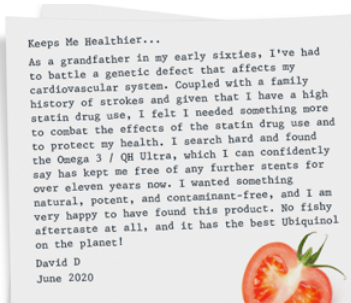 Keeps Me Healthier...
As a grandfather in my early sixties, I've had
to battle a genetic defect that affects my
cardiovascular system. Coupled with a family
history of strokes and given that I have a high
statin drug use, I felt I needed something more
to combat the effects of the statin drug use and
to protect my health. I search hard and found
the Omega 3 / QH Ultra, which I can confidently
say has kept me free of any further stents for
over eleven years now. I wanted something
natural, potent, and contaminant-free, and I am
very happy to have found this product. No fishy
aftertaste at all, and it has the best Ubiquinol
on the planet!
David D
June 2020